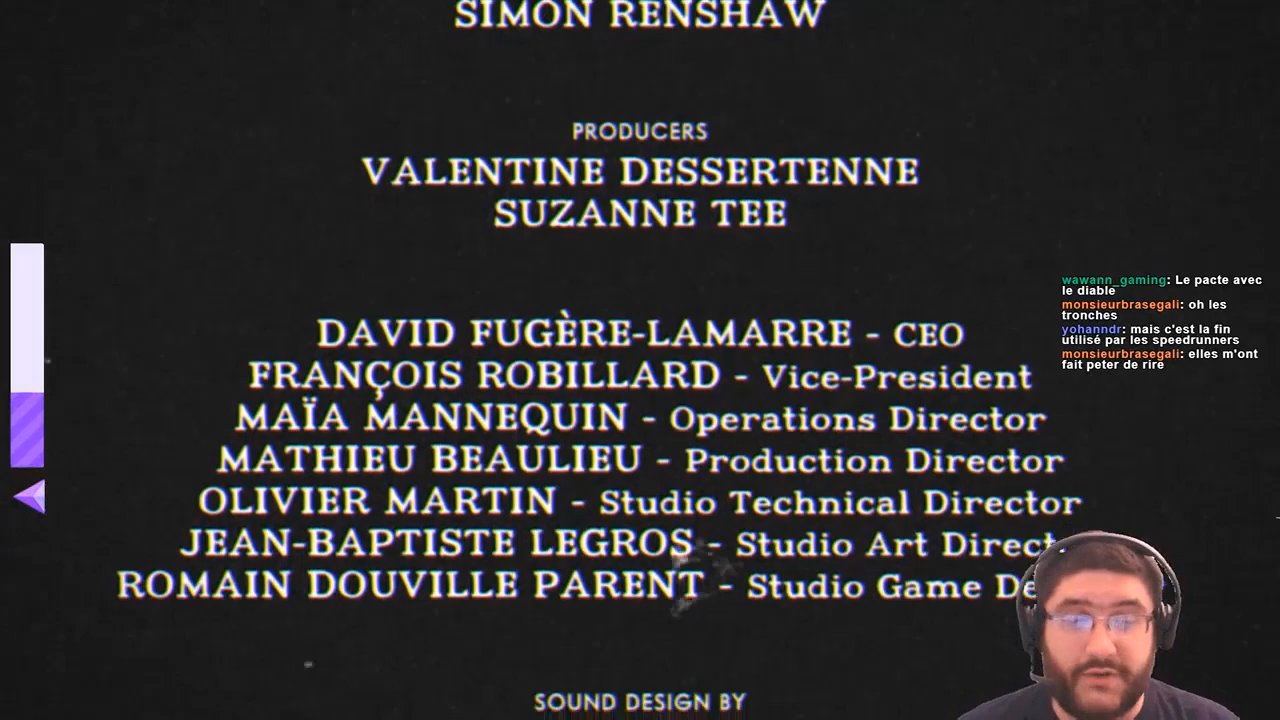 SIMON RENSHAW
PRODUCERS
VALENTINE DESSERTENNE
SUZANNE TEE
DAVID FUGÈRE-LAMARRE - CEO
FRANÇOIS ROBILLARD - Vice-President
MAÏA MANNEQUIN - Operations Director
MATHIEU BEAULIEU - Production Director
OLIVIER MARTIN - Studio Technical Director
JEAN-BAPTISTE LEGROS - Studio Art Direct
ROMAIN DOUVILLE PARENT - Studio Game De
SOUND DESIGN BY
wawann_gaming: Le pacte avec
le diable
monsieurbrasegali: oh les
tronches
yohanndr: mais c'est la fin
utilisé par les speedrunners
monsieurbrasegali: elles m'ont
fait peter de rire